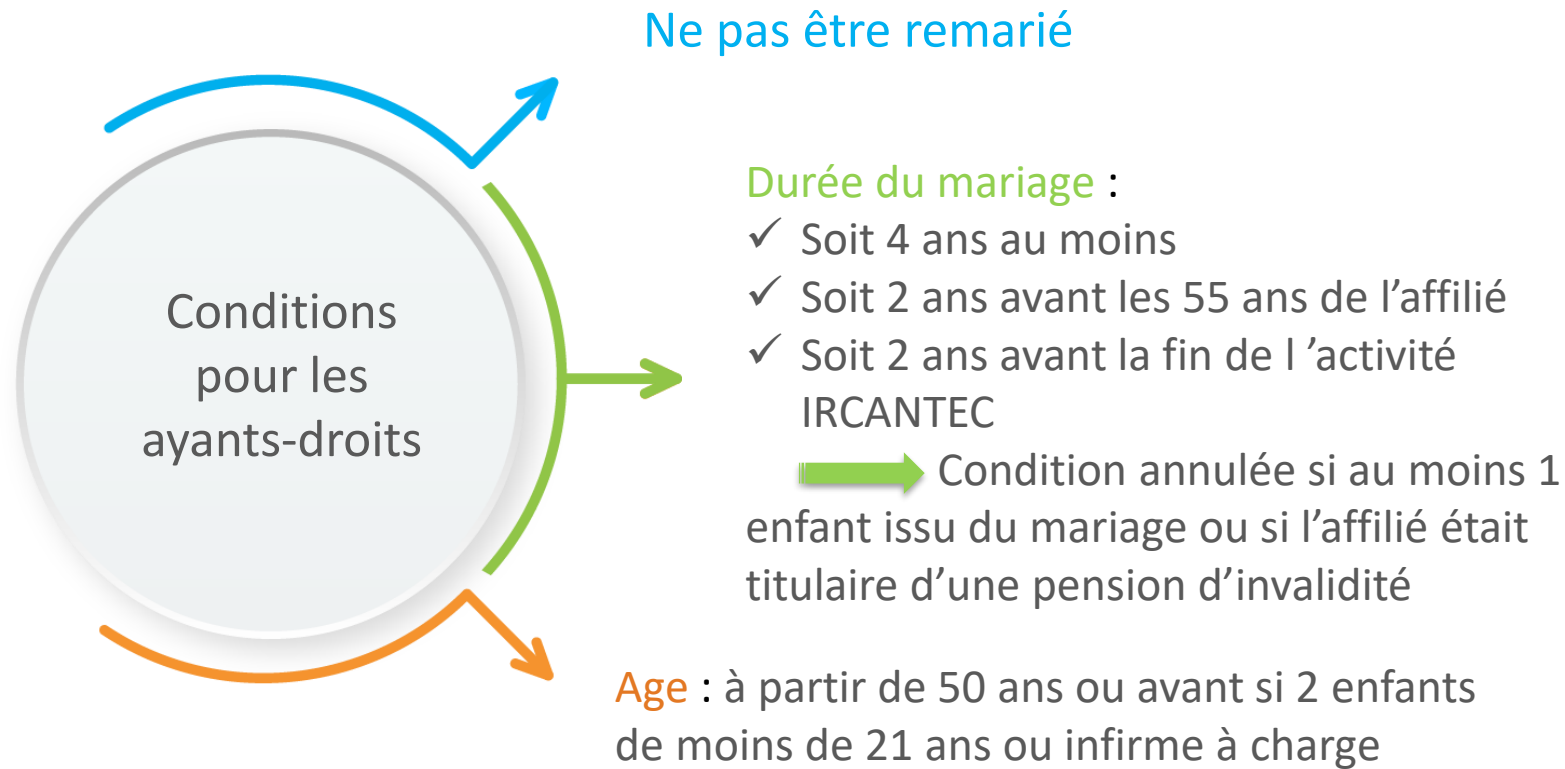 Ne pas être remarié
Conditions
pour les
ayants-droits
Durée du mariage :
✓ Soit 4 ans au moins
✓ Soit 2 ans avant les 55 ans de l’affilié
✓ Soit 2 ans avant la fin de l ’activité
IRCANTEC
Condition annulée si au moins 1
enfant issu du mariage ou si l’affilié était
titulaire d’une pension d’invalidité
Age : à partir de 50 ans ou avant si 2 enfants
de moins de 21 ans ou infirme à charge